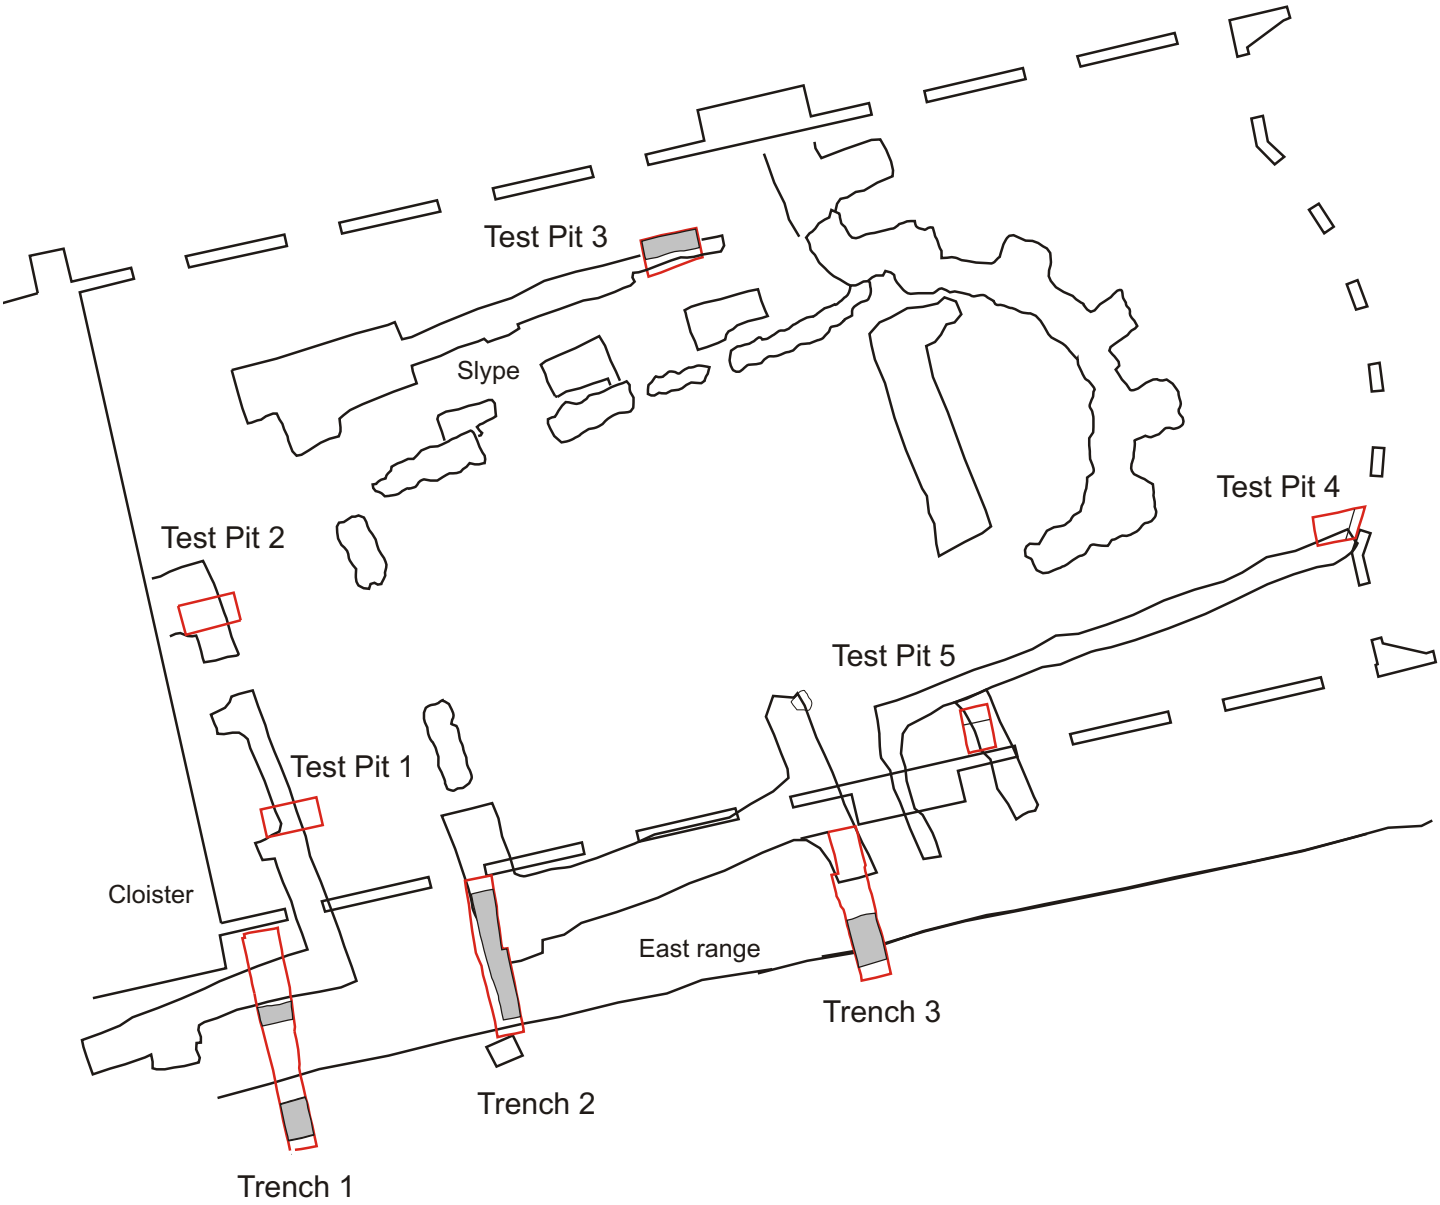 Test Pit 3
Slype
Test Pit 4
Test Pit 2
Test Pit 5
Test Pit 1
Cloister
East range
Trench 3
Trench 2
Trench 1